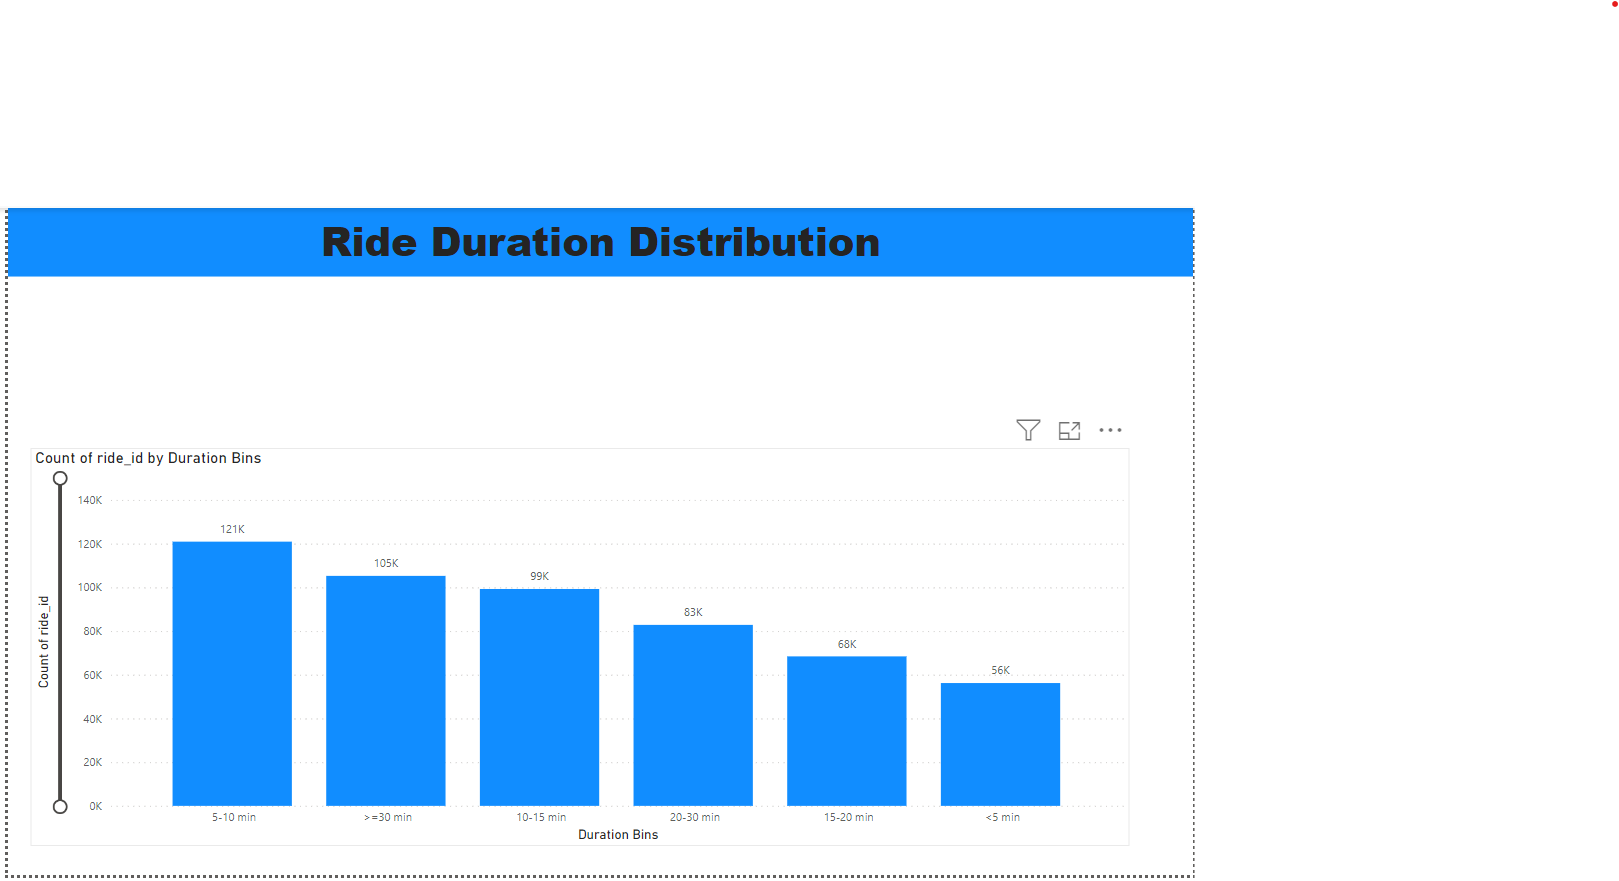 Ride Duration Distribution
Count of ride_id by Duration Bins
Count of ride_id
140K
120K
100K
80K
60K
40K
20K
0K
121K
105K
99K
83K
68K
56K
5-10 min
>=30 min
10-15 min
20-30 min
15-20 min
<5 min
Duration Bins